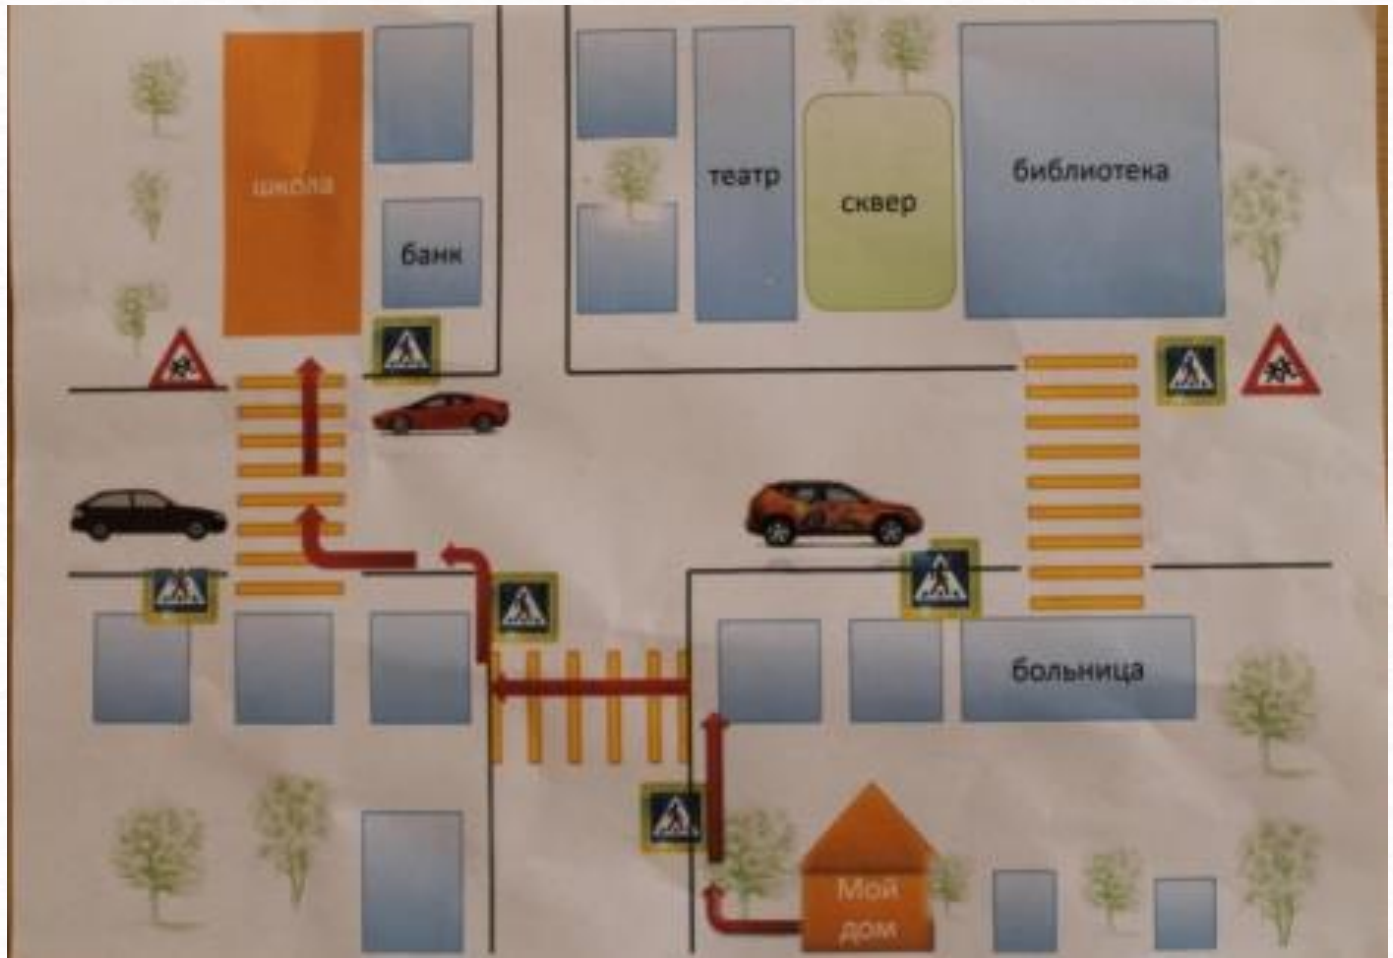 школа
банк
театр
сквер
библиотека
больница
Мой
дом